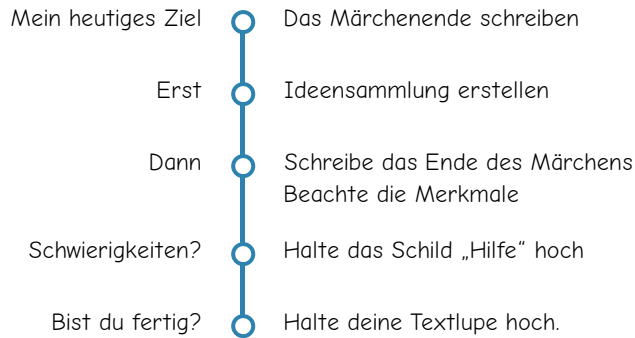 Mein heutiges Ziel Das Märchenende schreiben
Erst Ideensammlung erstellen
Dann Schreibe das Ende des Märchens
Beachte die Merkmale
Schwierigkeiten? Halte das Schild „Hilfe“ hoch
Bist du fertig? Halte deine Textlupe hoch.